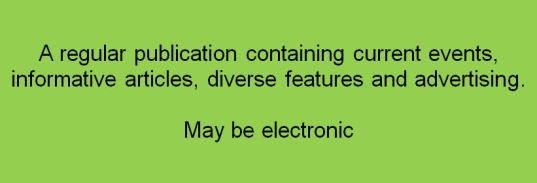 A regular publication containing current events,
informative articles, diverse features and advertising.
May be electronic